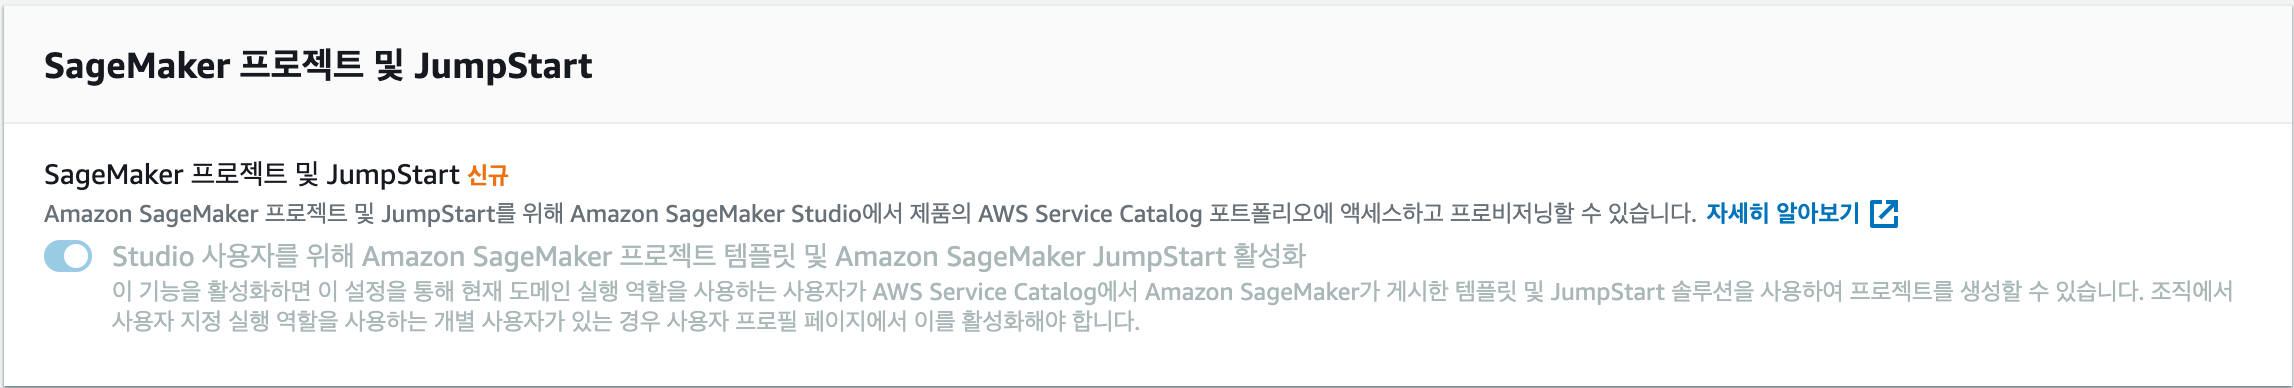 SageMaker 프로젝트 및 JumpStart
SageMaker 프로젝트 및 JumpStart 신규
Amazon SageMaker 프로젝트 및 JumpStart를 위해 Amazon SageMaker Studio에서 제품의 AWS Service Catalog 포트폴리오에 액세스하고 프로비저닝할 수 있습니다. 자세히 알아보기
Studio 사용자를 위해 Amazon SageMaker 프로젝트 템플릿 및 Amazon SageMaker JumpStart 활성화
이 기능을 활성화하면 이 설정을 통해 현재 도메인 실행 역할을 사용하는 사용자가 AWS Service Catalog에서 Amazon SageMaker가 게시한 템플릿 및 JumpStart 솔루션을 사용하여 프로젝트를 생성할 수 있습니다. 조직에서
사용자 지정 실행 역할을 사용하는 개별 사용자가 있는 경우 사용자 프로필 페이지에서 이를 활성화해야 합니다.